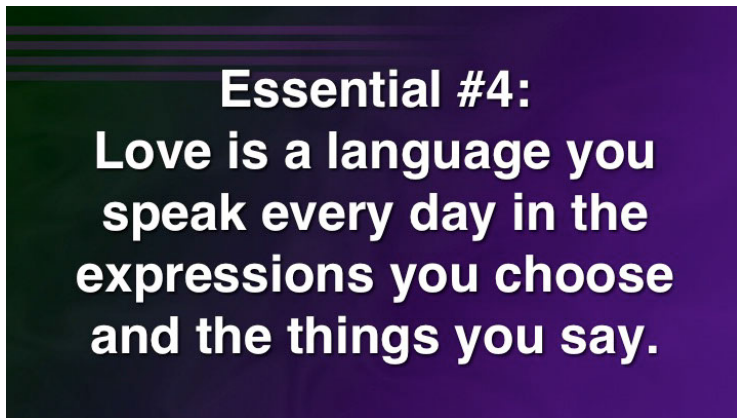 Essential #4:
Love is a language you
speak every day in the
expressions you choose
and the things you say.